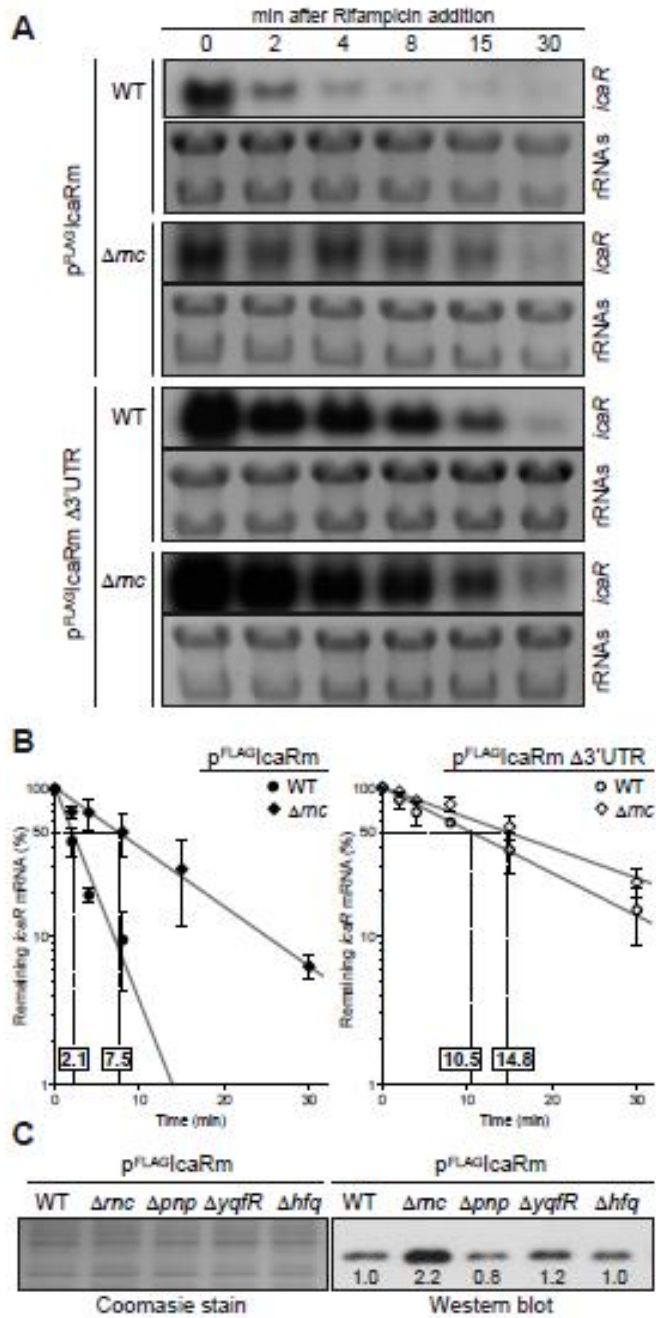 A
min after Rifampicin addition
0 2 4 8 15 30
pFLAGIcaRm
WT
icaR
rRNAs
Δrnc
icaR
rRNAs
pFLAGIcaRm Δ3'UTR
WT
icaR
rRNAs
Δrnc
icaR
rRNAs
B
pFLAGIcaRm
WT
Δrnc
Remaining icaR mRNA (%)
100
50
10
1
2.1 7.5
0 10 20 30
Time (min)
pFLAGIcaRm Δ3'UTR
WT
Δrnc
Remaining icaR mRNA (%)
100
50
10
1
10.5 14.8
0 10 20 30
Time (min)
C
pFLAGIcaRm
WT Δrnc Δpnp ΔyqfR Δhfq
Coomasie stain
pFLAGIcaRm
WT Δrnc Δpnp ΔyqfR Δhfq
1.0 2.2 0.8 1.2 1.0
Western blot